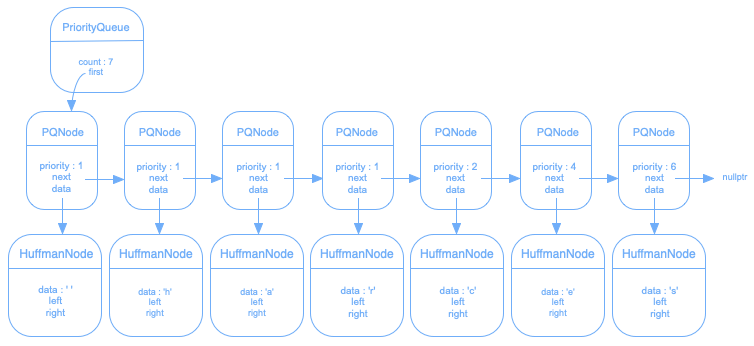 PriorityQueue
count : 7
first
PQNode
priority : 1
next
data
PQNode
priority : 1
next
data
PQNode
priority : 1
next
data
PQNode
priority : 1
next
data
PQNode
priority : 2
next
data
PQNode
priority : 4
next
data
PQNode
priority : 6
next
data
nullptr
HuffmanNode
data : ' '
left
right
HuffmanNode
data : 'h'
left
right
HuffmanNode
data : 'a'
left
right
HuffmanNode
data : 'r'
left
right
HuffmanNode
data : 'c'
left
right
HuffmanNode
data : 'e'
left
right
HuffmanNode
data : 's'
left
right